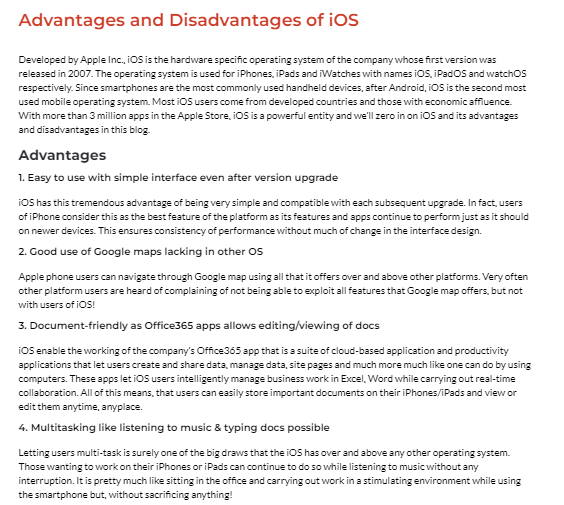 Advantages and Disadvantages of iOS
Developed by Apple Inc., iOS is the hardware specific operating system of the company whose first version was
released in 2007. The operating system is used for iPhones, iPads and iWatches with names iOS, iPadOS and watchOS
respectively. Since smartphones are the most commonly used handheld devices, after Android, iOS is the second most
used mobile operating system. Most iOS users come from developed countries and those with economic affluence.
With more than 3 million apps in the Apple Store, iOS is a powerful entity and we'll zero in on iOS and its advantages
and disadvantages in this blog.
Advantages
1. Easy to use with simple interface even after version upgrade
iOS has this tremendous advantage of being very simple and compatible with each subsequent upgrade. In fact, users
of iPhone consider this as the best feature of the platform as its features and apps continue to perform just as it should
on newer devices. This ensures consistency of performance without much of change in the interface design.
2. Good use of Google maps lacking in other OS
Apple phone users can navigate through Google map using all that it offers over and above other platforms. Very often
other platform users are heard of complaining of not being able to exploit all features that Google map offers, but not
with users of iOS!
3. Document-friendly as Office365 apps allows editing/viewing of docs
iOS enable the working of the company's Office365 app that is a suite of cloud-based application and productivity
applications that let users create and share data, manage data, site pages and much more much like one can do by using
computers. These apps let iOS users intelligently manage business work in Excel, Word while carrying out real-time
collaboration. All of this means, that users can easily store important documents on their iPhones/iPads and view or
edit them anytime, anyplace.
4. Multitasking like listening to music & typing docs possible
Letting users multi-task is surely one of the big draws that the iOS has over and above any other operating system.
Those wanting to work on their iPhones or iPads can continue to do so while listening to music without any
interruption. It is pretty much like sitting in the office and carrying out work in a stimulating environment while using
the smartphone but, without sacrificing anything!